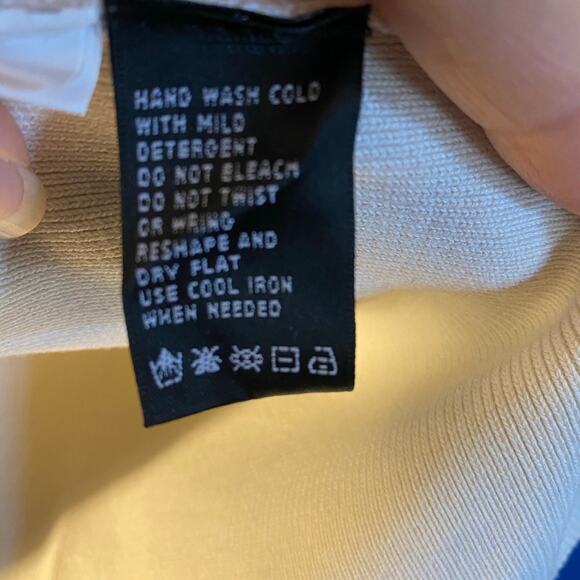 HAND WASH COLD
WITH MILD
DETERGENT
DO NOT BLEACH
DO NOT TWIST
OR WRING
RESHAPE AND
DRY FLAT
USE COOL IRON
WHEN NEEDED